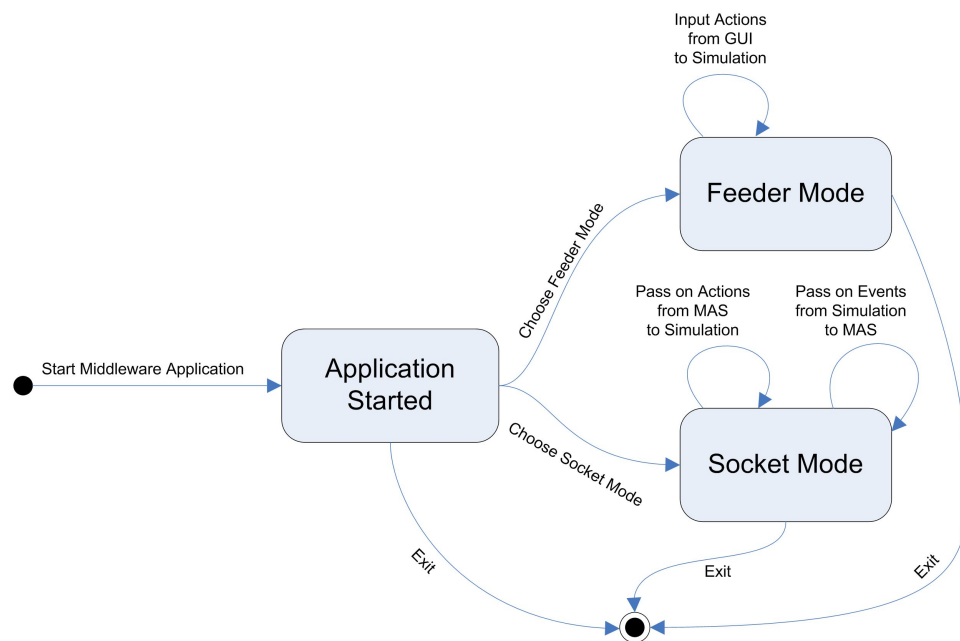 Input Actions
from GUI
to Simulation
Feeder Mode
Choose Feeder Mode
Pass on Actions
from MAS
to Simulation
Pass on Events
from Simulation
to MAS
Start Middleware Application
Application
Started
Choose Socket Mode
Socket Mode
Exit
Exit
Exit